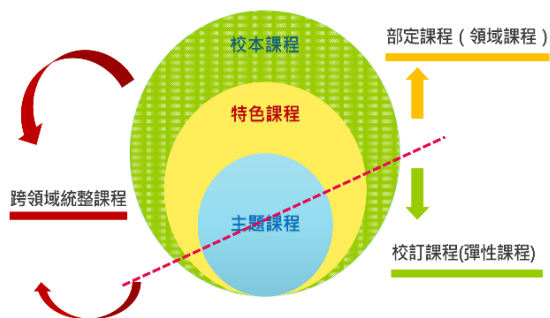 校本課程
部定課程（領域課程）
特色課程
跨領域統整課程
主題課程
校訂課程(彈性課程)